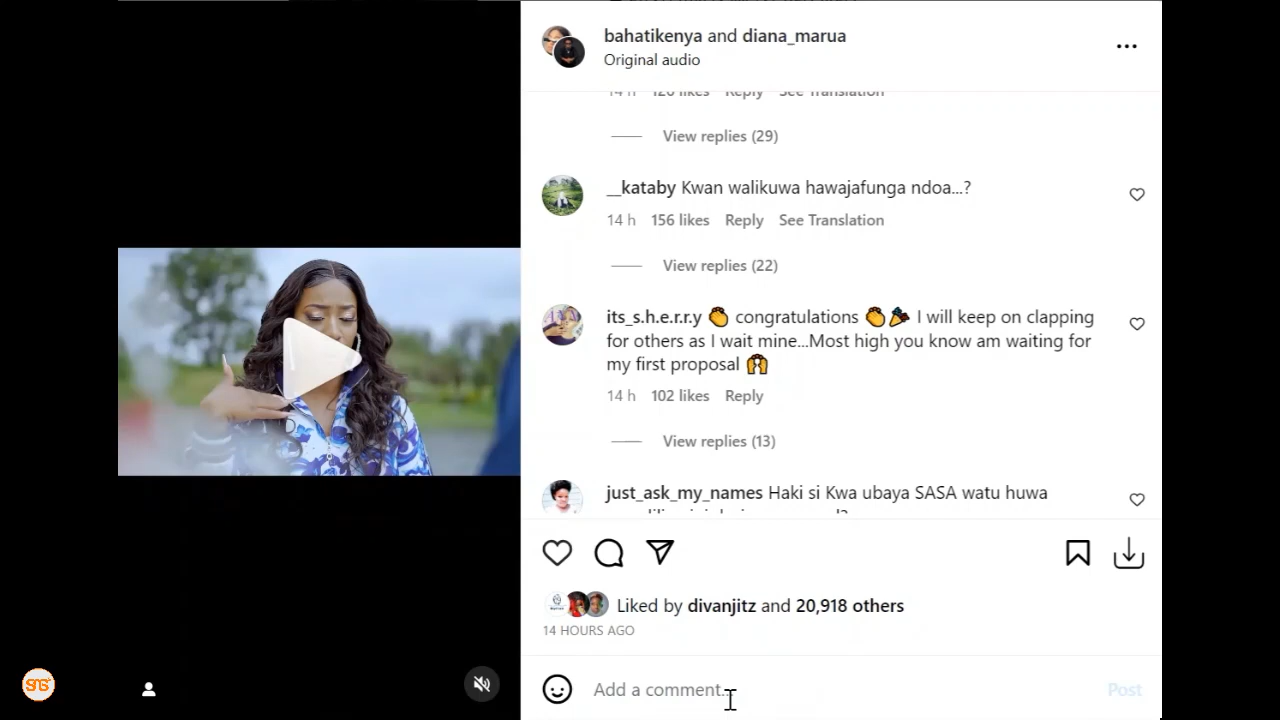 bahatikenya and diana_marua
Original audio
14 h 120 likes Reply See Translation
View replies (29)
__kataby Kwan walikuwa hawajafunga ndoa...?
14 h 156 likes Reply See Translation
View replies (22)
its_s.h.e.r.r.y 👏 congratulations 👏🎉 I will keep on clapping
for others as I wait mine...Most high you know am waiting for
my first proposal 🙌
14 h 102 likes Reply
View replies (13)
just_ask_my_names Haki si Kwa ubaya SASA watu huwa
Liked by divanjitz and 20,918 others
14 HOURS AGO
Add a comment...
Post
SNG